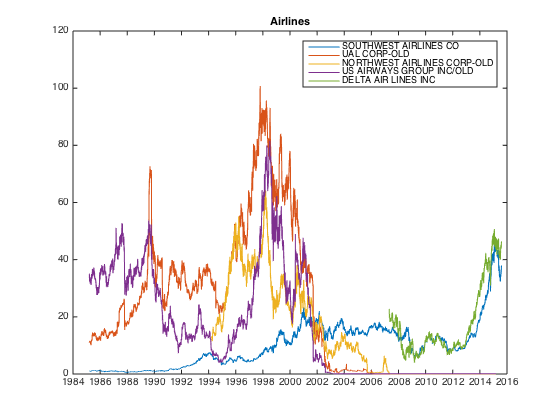 Airlines
120
SOUTHWEST AIRLINES CO
UAL CORP-OLD
NORTHWEST AIRLINES CORP-OLD
US AIRWAYS GROUP INC/OLD
DELTA AIR LINES INC
100
80
60
40
20
0
1984 1986 1988 1990 1992 1994 1996 1998 2000 2002 2004 2006 2008 2010 2012 2014 2016